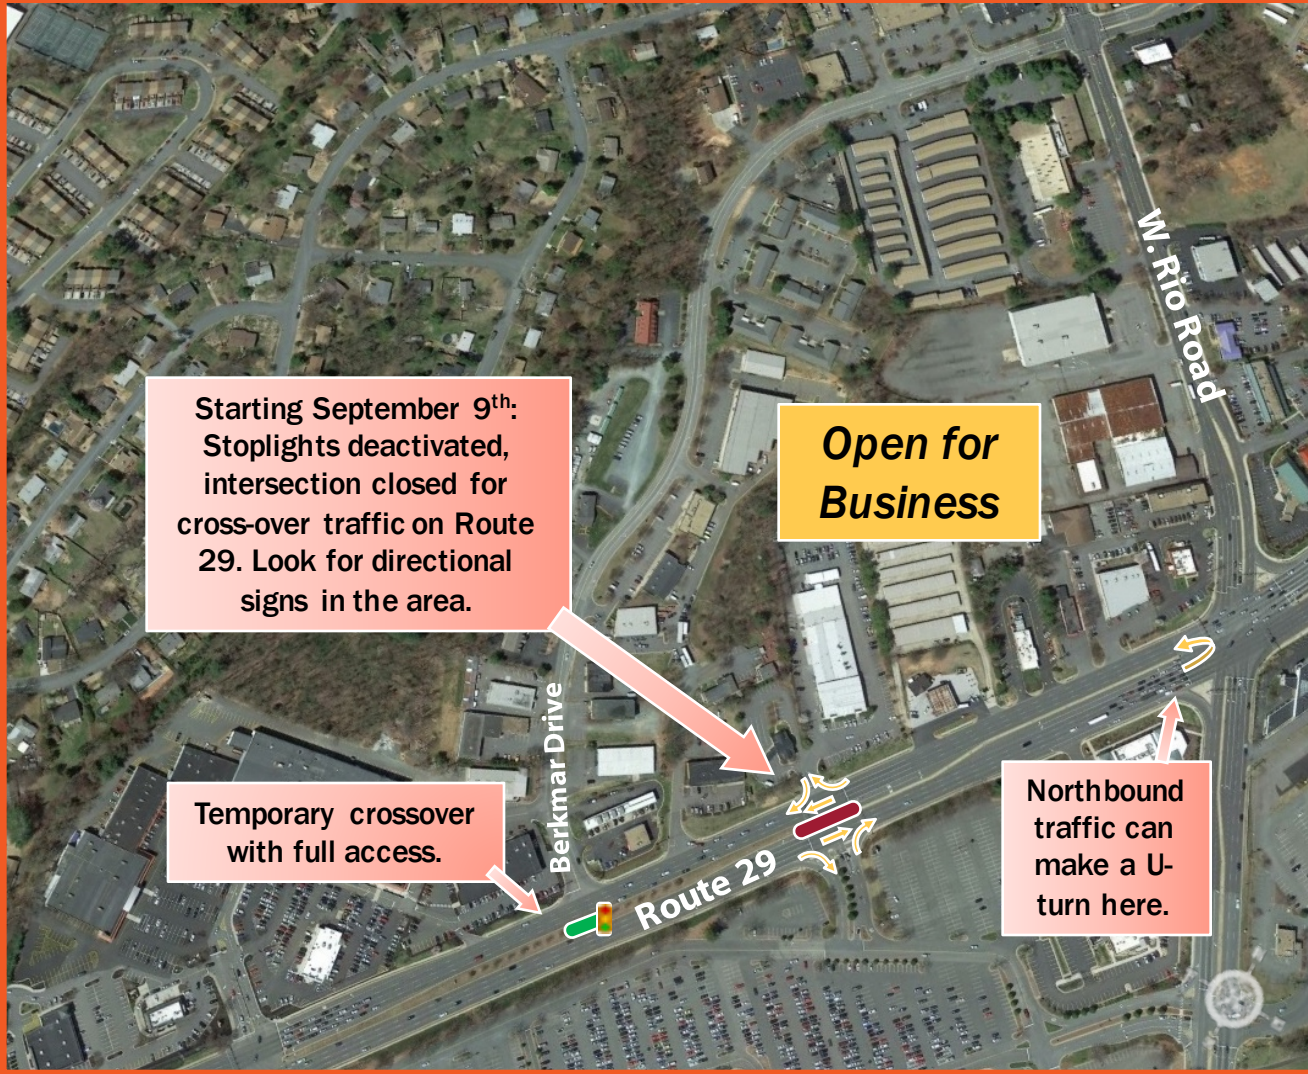 W. Rio Road
Starting September 9th:
Stoplights deactivated,
intersection closed for
cross-over traffic on Route
29. Look for directional
signs in the area.
Open for
Business
Berkmar Drive
Temporary crossover
with full access.
Route 29
Northbound
traffic can
make a U-
turn here.